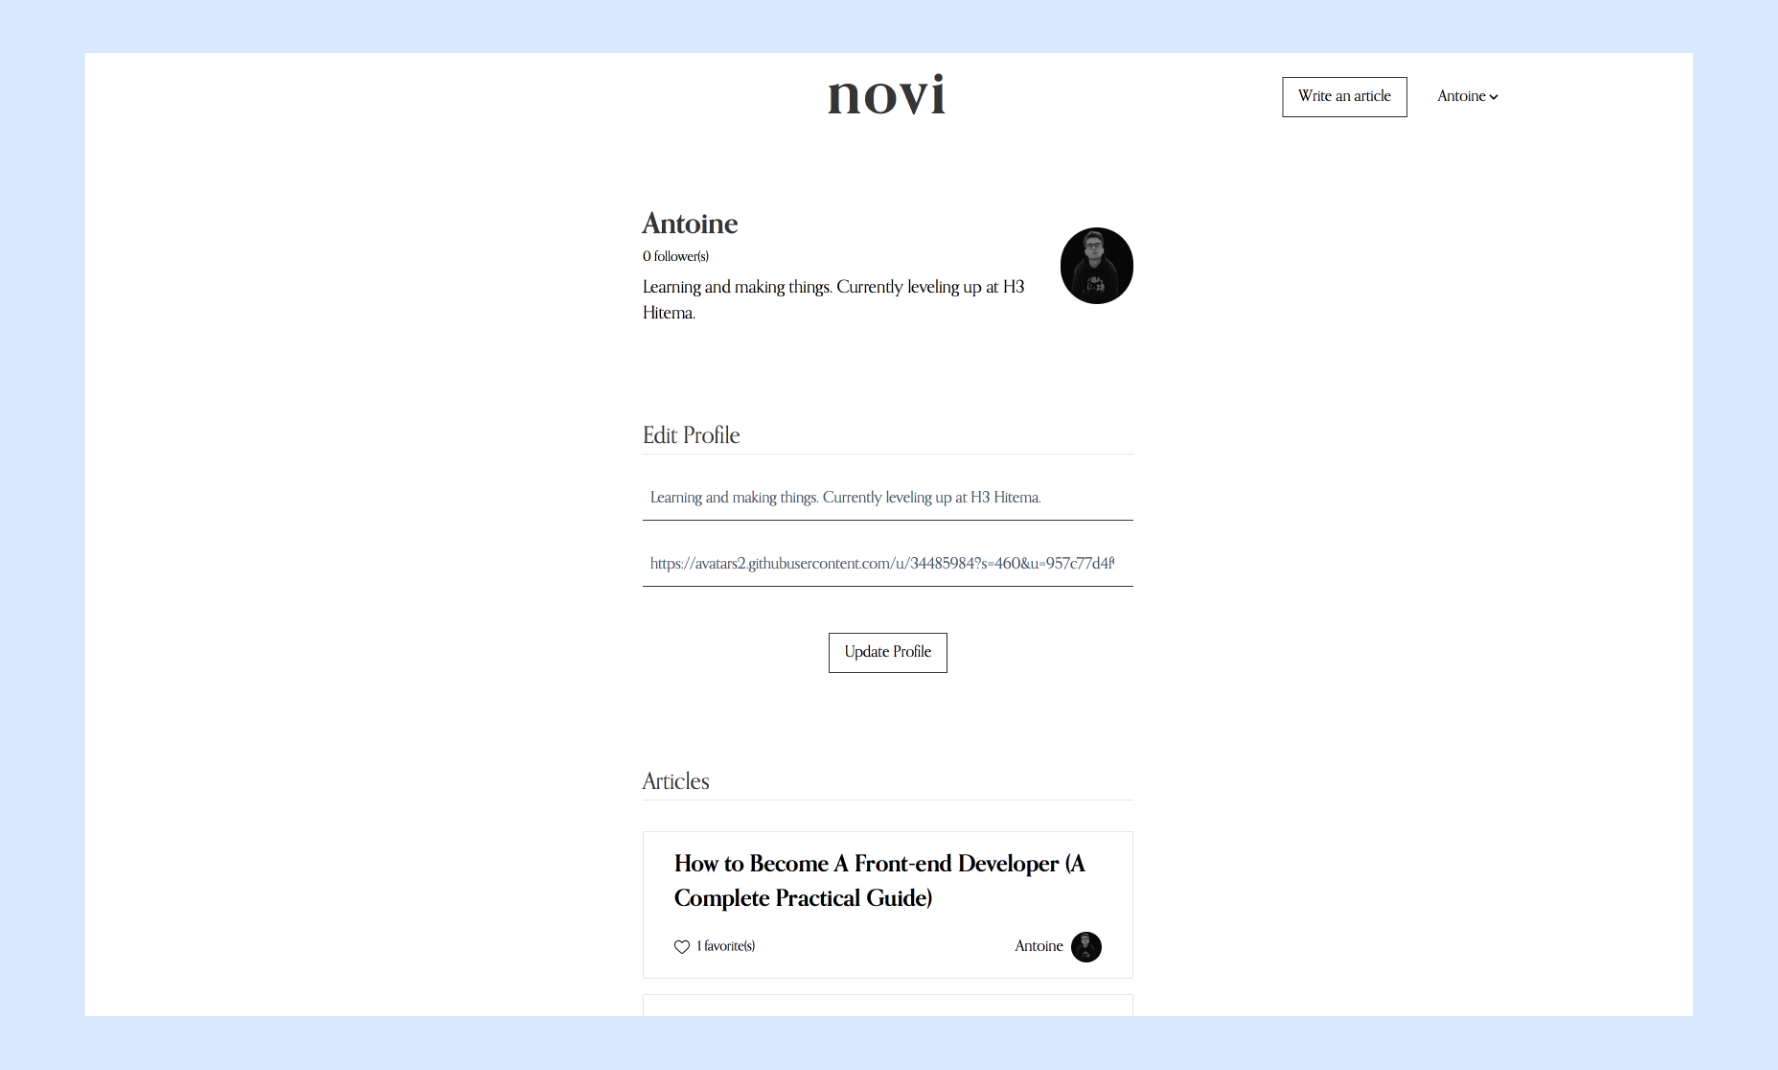 novi
Write an article
Antoine
Antoine
0 follower(s)
Learning and making things. Currently leveling up at H3
Hitema.
Edit Profile
Learning and making things. Currently leveling up at H3 Hitema.
https://avatars2.githubusercontent.com/u/34485984?s=460&u=957c77d4f
Update Profile
Articles
How to Become A Front-end Developer (A
Complete Practical Guide)
1 favorite(s)
Antoine